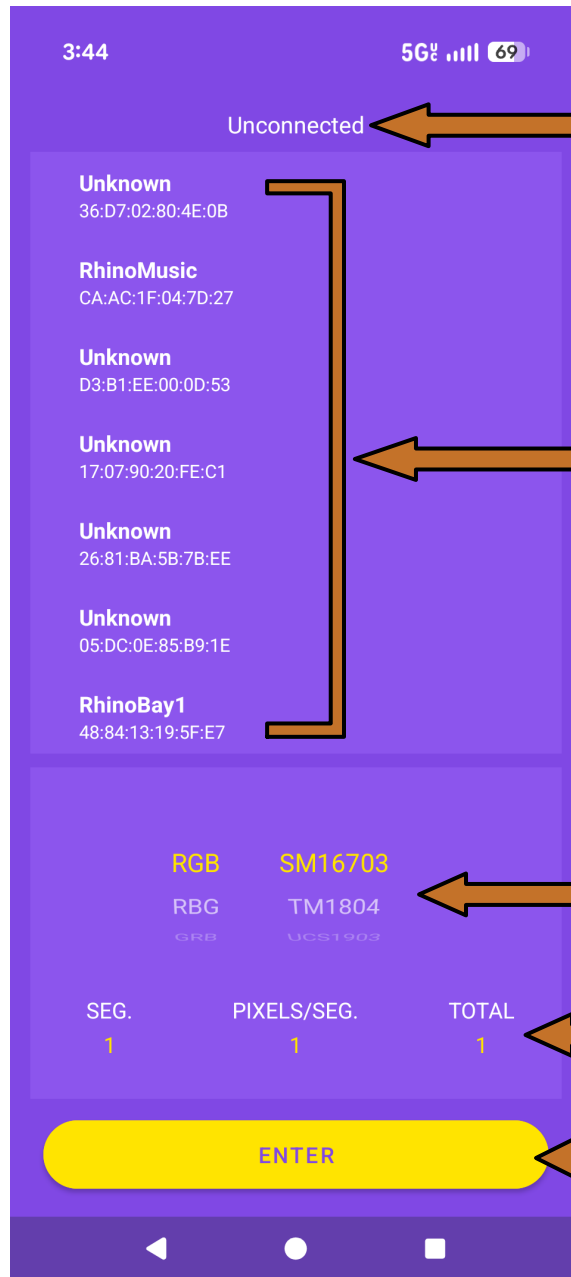 3:44 5G UC 69
Unconnected
Unknown
36:D7:02:80:4E:0B
RhinoMusic
CA:AC:1F:04:7D:27
Unknown
D3:B1:EE:00:0D:53
Unknown
17:07:90:20:FE:C1
Unknown
26:81:BA:5B:7B:EE
Unknown
05:DC:0E:85:B9:1E
RhinoBay1
48:84:13:19:5F:E7
RGB SM16703
RBG TM1804
GRB UCS1903
SEG. PIXELS/SEG. TOTAL
1 1 1
ENTER